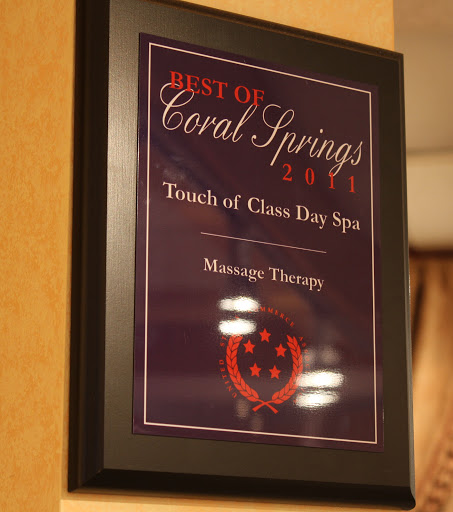 BEST OF
Coral Springs
2011
Touch of Class Day Spa
Massage Therapy